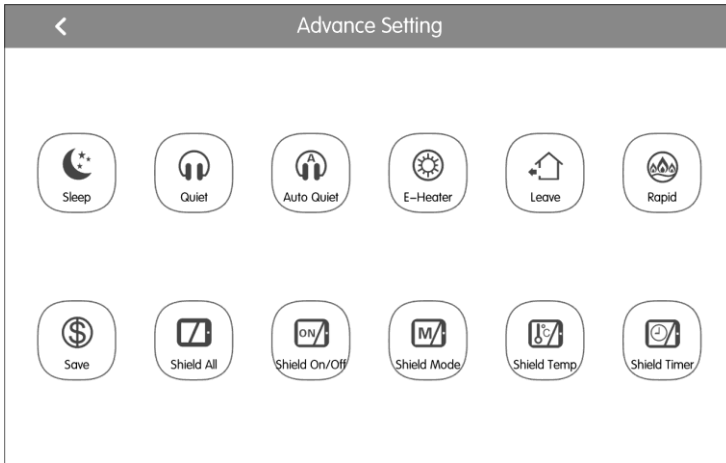 Advance Setting
Sleep
Quiet
A
Auto Quiet
E-Heater
Leave
Rapid
$
Save
Shield All
ON
Shield On/Off
M
Shield Mode
°C
Shield Temp
Shield Timer